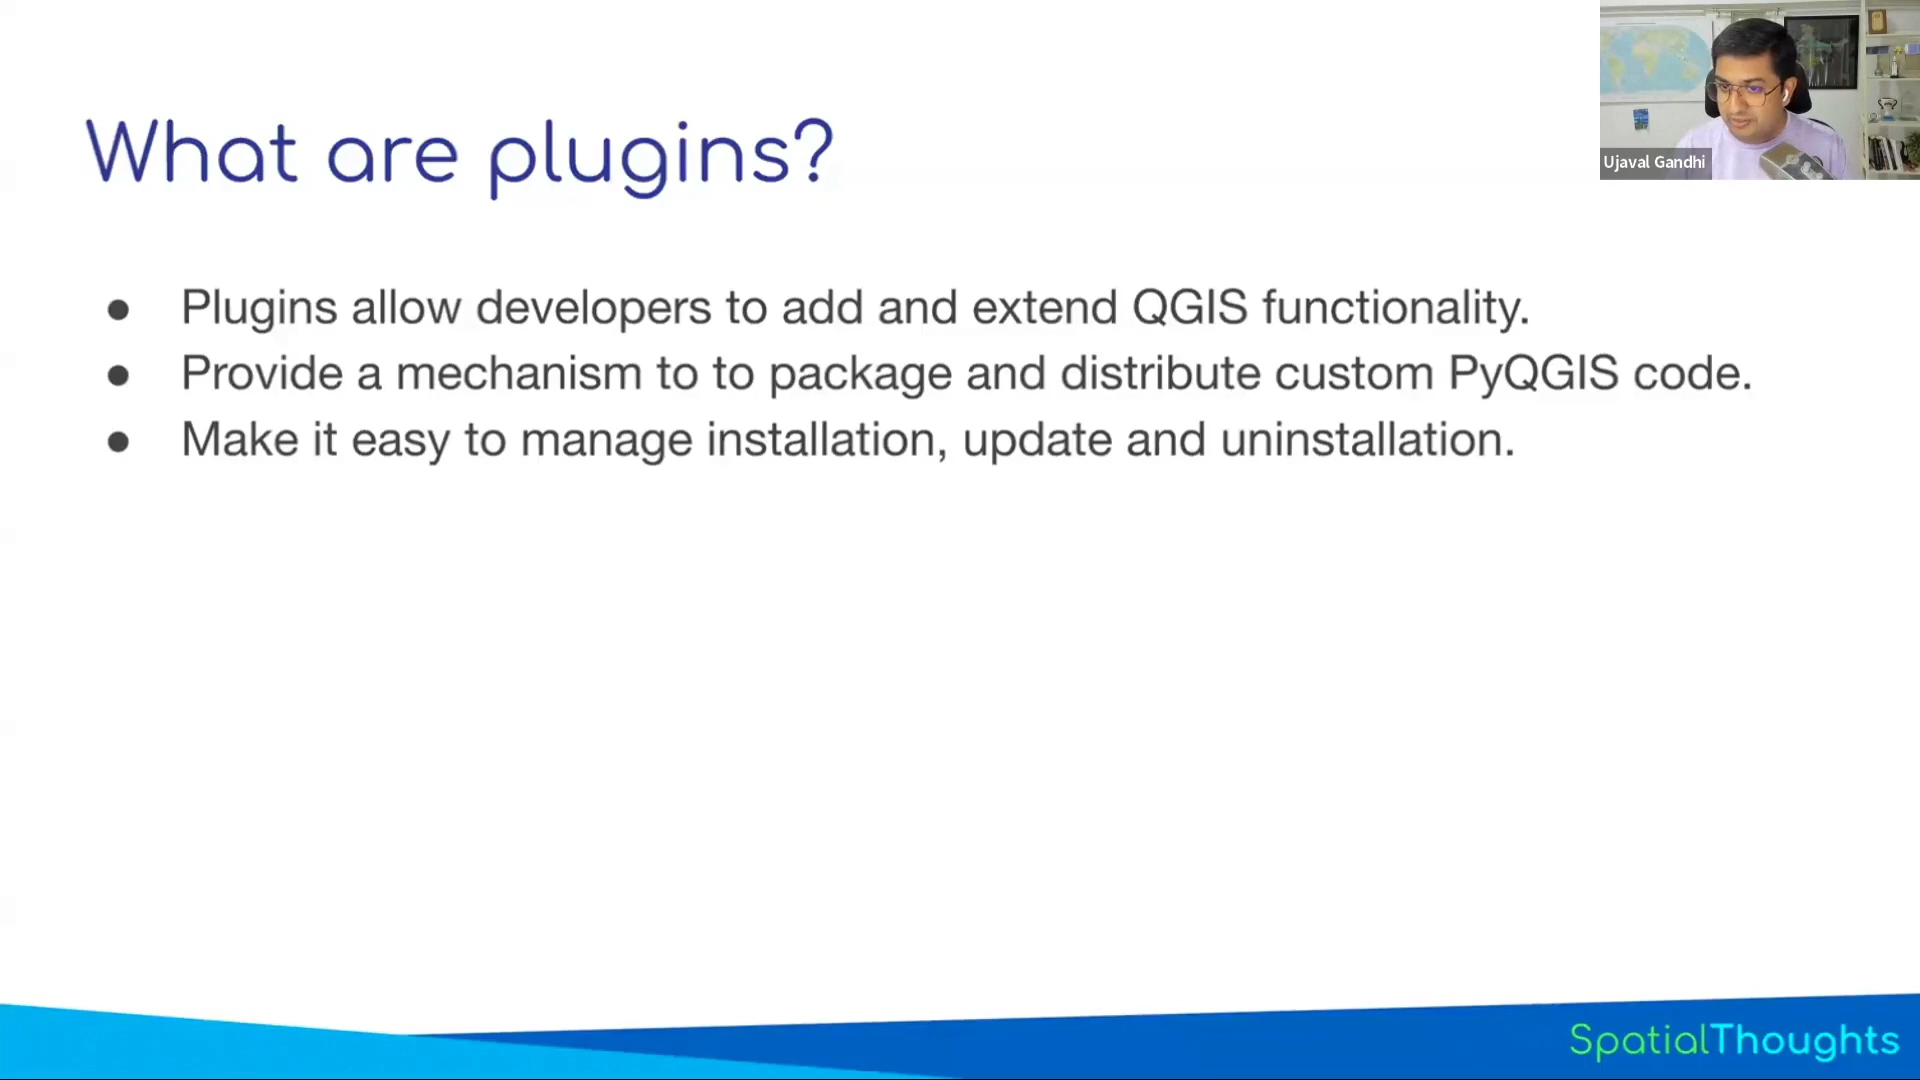 What are plugins?
Ujaval Gandhi
● Plugins allow developers to add and extend QGIS functionality.
● Provide a mechanism to to package and distribute custom PyQGIS code.
● Make it easy to manage installation, update and uninstallation.
SpatialThoughts